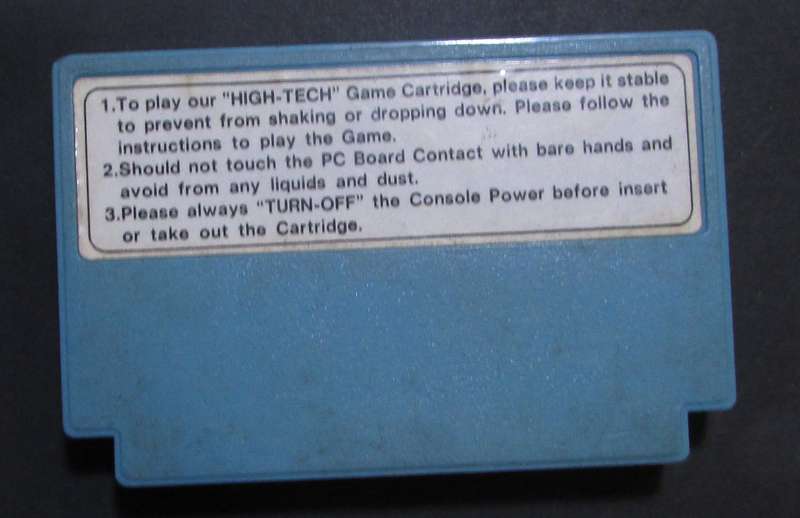 1.To play our "HIGH-TECH" Game Cartridge, please keep it stable
to prevent from shaking or dropping down. Please follow the
instructions to play the Game.
2.Should not touch the PC Board Contact with bare hands and
avoid from any liquids and dust.
3.Please always "TURN-OFF" the Console Power before insert
or take out the Cartridge.